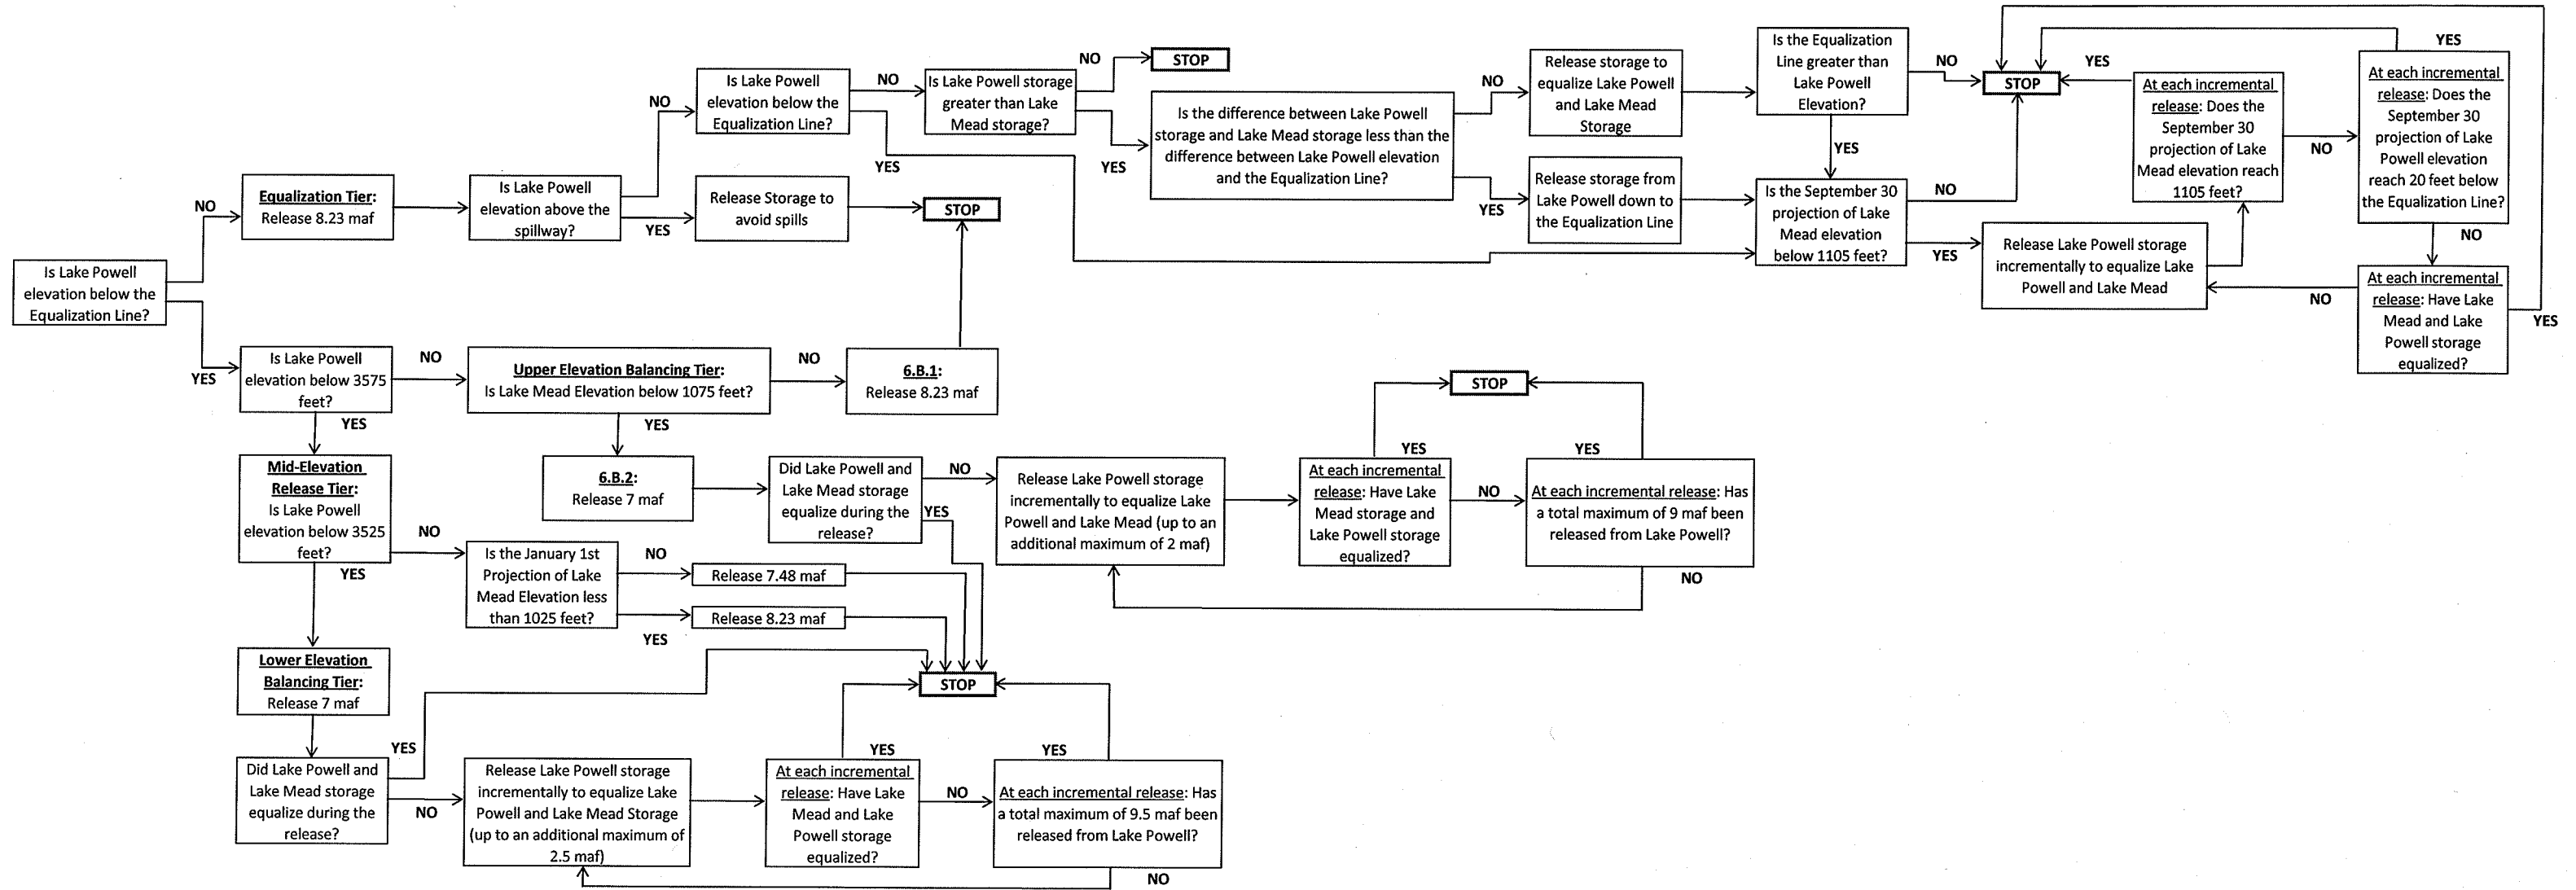 Is Lake Powell
elevation below the
Equalization Line?
NO
YES
Equalization Tier:
Release 8.23 maf
Is Lake Powell
elevation above the
spillway?
NO
YES
Is Lake Powell
elevation below the
Equalization Line?
NO
YES
Release Storage to
avoid spills
STOP
Is Lake Powell storage
greater than Lake
Mead storage?
NO
YES
STOP
Is the difference between Lake Powell
storage and Lake Mead storage less than the
difference between Lake Powell elevation
and the Equalization Line?
NO
YES
Release storage to
equalize Lake Powell
and Lake Mead
Storage
Release storage from
Lake Powell down to
the Equalization Line
Is the Equalization
Line greater than
Lake Powell
Elevation?
NO
YES
Is the September 30
projection of Lake
Mead elevation
below 1105 feet?
NO
YES
STOP
Release Lake Powell storage
incrementally to equalize Lake
Powell and Lake Mead
YES
At each incremental
release: Does the
September 30
projection of Lake
Mead elevation reach
1105 feet?
NO
YES
At each incremental
release: Does the
September 30
projection of Lake
Powell elevation
reach 20 feet below
the Equalization Line?
NO
At each incremental
release: Have Lake
Mead and Lake
Powell storage
equalized?
NO
YES
Is Lake Powell
elevation below 3575
feet?
NO
YES
Upper Elevation Balancing Tier:
Is Lake Mead Elevation below 1075 feet?
NO
YES
6.B.1:
Release 8.23 maf
6.B.2:
Release 7 maf
Did Lake Powell and
Lake Mead storage
equalize during the
release?
NO
YES
Release Lake Powell storage
incrementally to equalize Lake
Powell and Lake Mead (up to an
additional maximum of 2 maf)
STOP
YES
At each incremental
release: Have Lake
Mead storage and
Lake Powell storage
equalized?
NO
YES
At each incremental release: Has
a total maximum of 9 maf been
released from Lake Powell?
NO
Mid-Elevation
Release Tier:
Is Lake Powell
elevation below 3525
feet?
NO
YES
Is the January 1st
Projection of Lake
Mead Elevation less
than 1025 feet?
NO
YES
Release 7.48 maf
Release 8.23 maf
Lower Elevation
Balancing Tier:
Release 7 maf
STOP
Did Lake Powell and
Lake Mead storage
equalize during the
release?
YES
NO
Release Lake Powell storage
incrementally to equalize Lake
Powell and Lake Mead Storage
(up to an additional maximum of
2.5 maf)
YES
At each incremental
release: Have Lake
Mead and Lake
Powell storage
equalized?
NO
YES
At each incremental release: Has
a total maximum of 9.5 maf been
released from Lake Powell?
NO